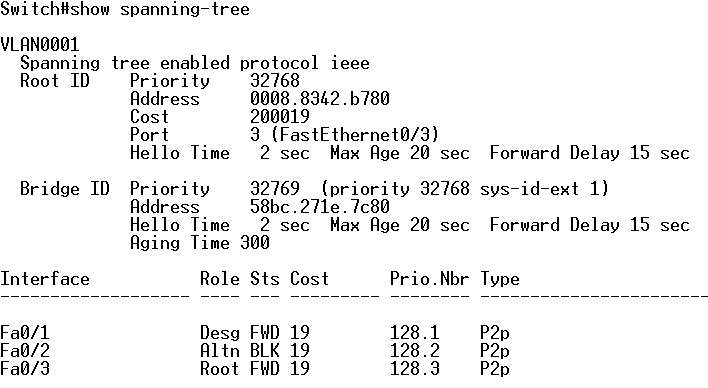 Switch#show spanning-tree
VLAN0001
Spanning tree enabled protocol ieee
Root ID    Priority    32768
Address     0008.8342.b780
Cost        200019
Port        3 (FastEthernet0/3)
Hello Time   2 sec  Max Age 20 sec  Forward Delay 15 sec
Bridge ID  Priority    32769  (priority 32768 sys-id-ext 1)
Address     58bc.271e.7c80
Hello Time   2 sec  Max Age 20 sec  Forward Delay 15 sec
Aging Time 300
Interface           Role Sts Cost      Prio.Nbr Type
------------------- ---- --- --------- -------- --------------------------------
Fa0/1               Desg FWD 19        128.1    P2p
Fa0/2               Altn BLK 19        128.2    P2p
Fa0/3               Root FWD 19        128.3    P2p